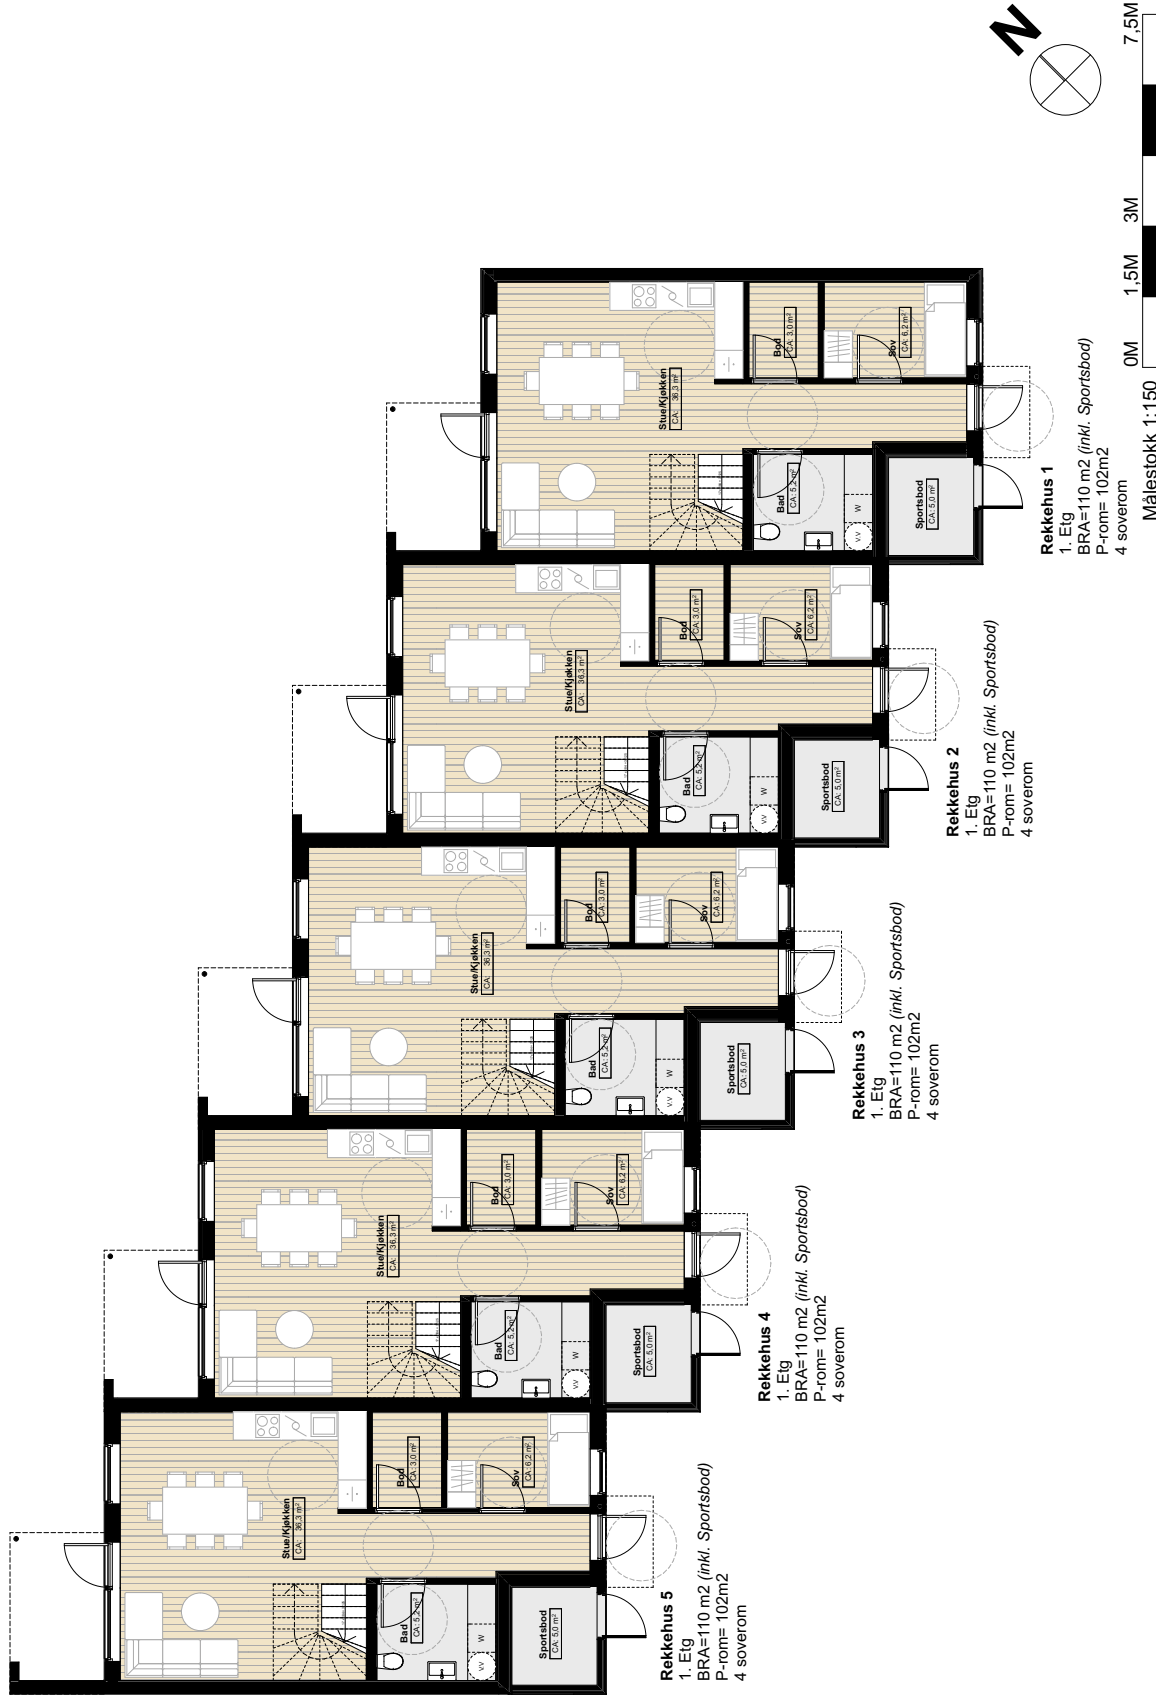 N
0M
1,5M
3M
7,5M
Målestokk 1:150
Rekkehus 1
1. Etg
BRA=110 m2 (inkl. Sportsbod)
P-rom= 102m2
4 soverom
Stue/Kjøkken
CA: 36,3 m²
Bod
CA: 3,0 m²
Sov
CA: 6,2 m²
Bad
CA: 5,2 m²
W
V.V
Sportsbod
CA: 5,0 m²
Rekkehus 2
1. Etg
BRA=110 m2 (inkl. Sportsbod)
P-rom= 102m2
4 soverom
Stue/Kjøkken
CA: 36,3 m²
Bod
CA: 3,0 m²
Sov
CA: 6,2 m²
Bad
CA: 5,2 m²
W
V.V
Sportsbod
CA: 5,0 m²
Rekkehus 3
1. Etg
BRA=110 m2 (inkl. Sportsbod)
P-rom= 102m2
4 soverom
Stue/Kjøkken
CA: 36,3 m²
Bod
CA: 3,0 m²
Sov
CA: 6,2 m²
Bad
CA: 5,2 m²
W
V.V
Sportsbod
CA: 5,0 m²
Rekkehus 4
1. Etg
BRA=110 m2 (inkl. Sportsbod)
P-rom= 102m2
4 soverom
Stue/Kjøkken
CA: 36,3 m²
Bod
CA: 3,0 m²
Sov
CA: 6,2 m²
Bad
CA: 5,2 m²
W
V.V
Sportsbod
CA: 5,0 m²
Rekkehus 5
1. Etg
BRA=110 m2 (inkl. Sportsbod)
P-rom= 102m2
4 soverom
Stue/Kjøkken
CA: 36,3 m²
Bod
CA: 3,0 m²
Sov
CA: 6,2 m²
Bad
CA: 5,2 m²
W
V.V
Sportsbod
CA: 5,0 m²